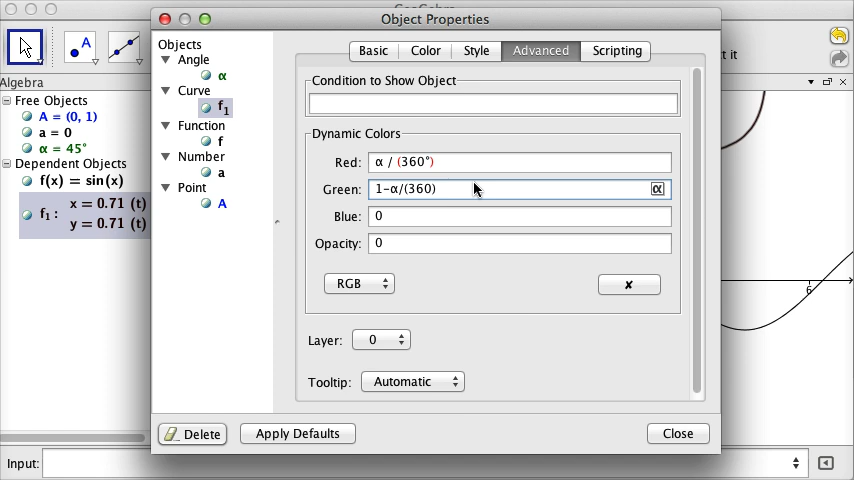 Object Properties
Objects
Angle
α
Curve
f1
Function
f
Number
a
Point
A
Basic
Color
Style
Advanced
Scripting
Condition to Show Object
Dynamic Colors
Red: α / (360°)
Green: 1-α/(360) α
Blue: 0
Opacity: 0
RGB
✘
Layer: 0
Tooltip: Automatic
Delete
Apply Defaults
Close
A
t it
Algebra
Free Objects
A = (0, 1)
a = 0
α = 45°
Dependent Objects
f(x) = sin(x)
f1 : x = 0.71 (t)
y = 0.71 (t)
6
Input: